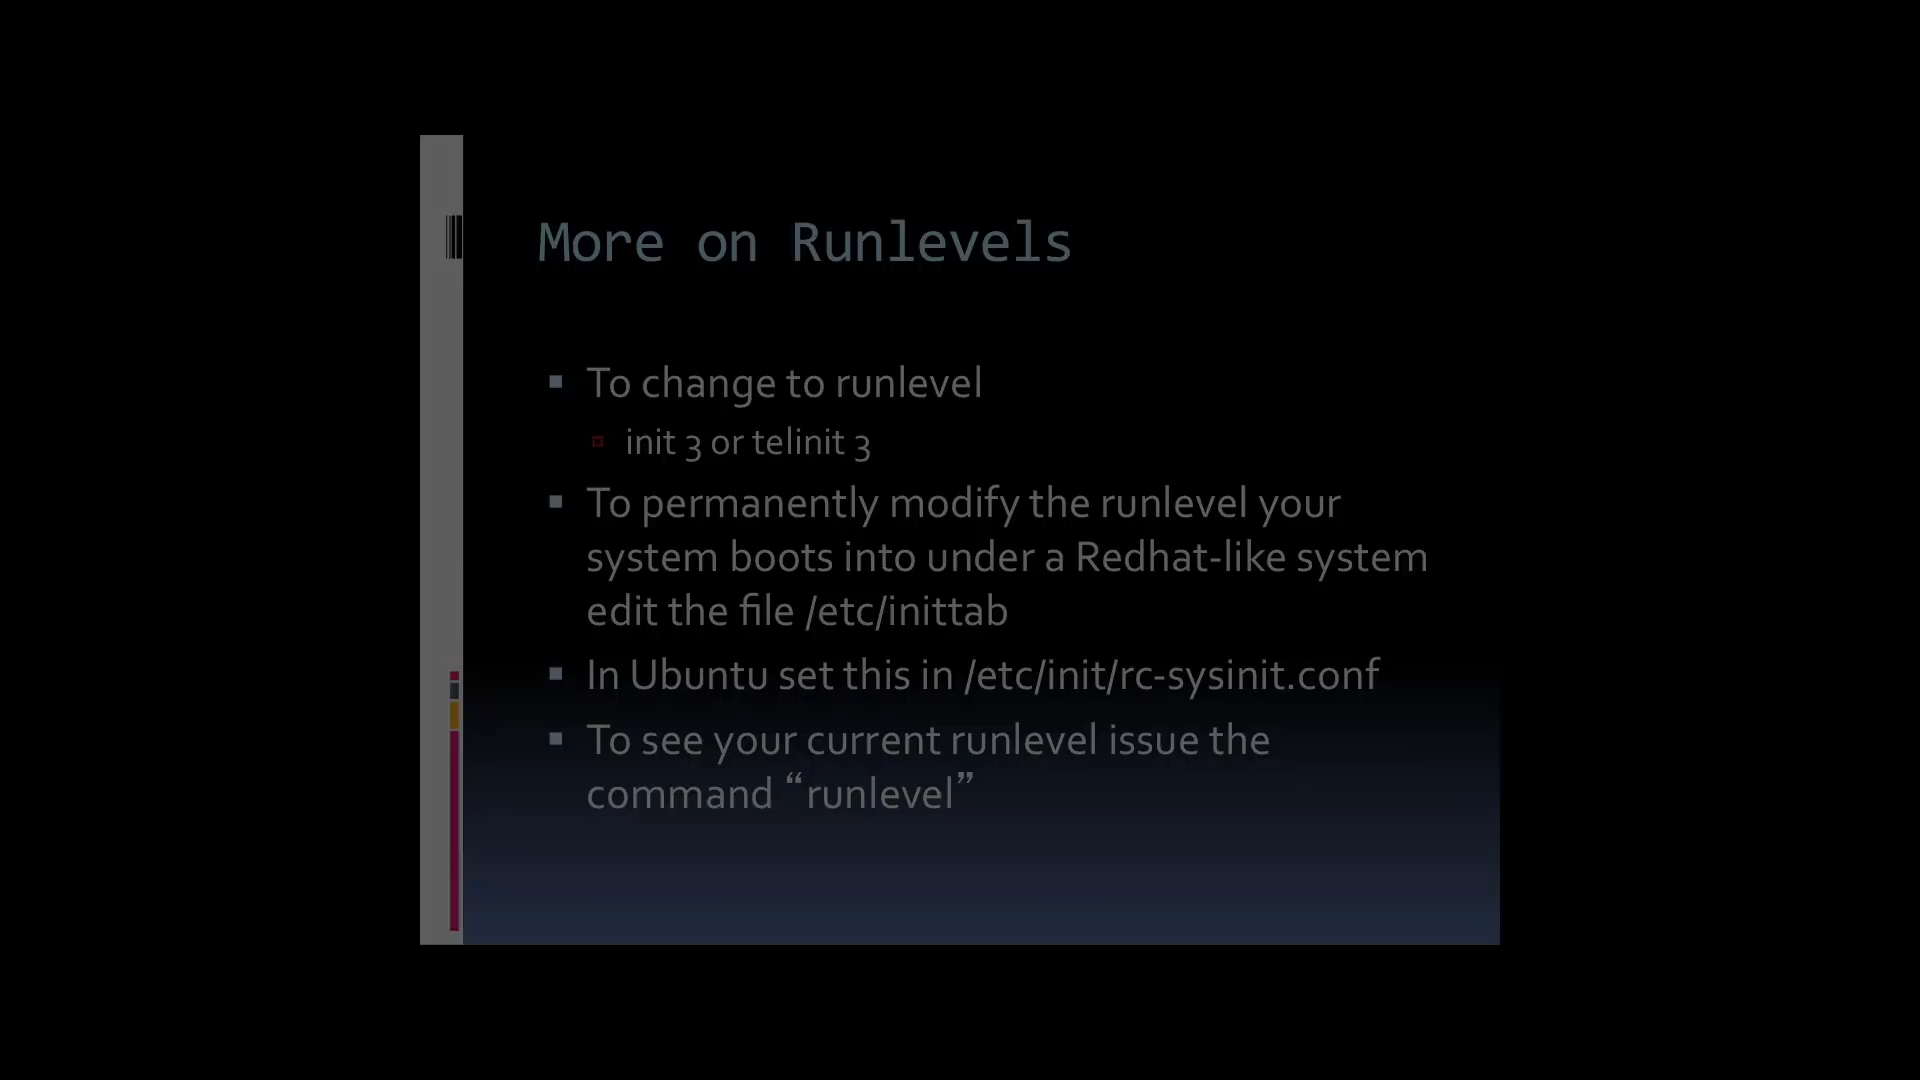 More on Runlevels
To change to runlevel
init 3 or telinit 3
To permanently modify the runlevel your
system boots into under a Redhat-like system
edit the file /etc/inittab
In Ubuntu set this in /etc/init/rc-sysinit.conf
To see your current runlevel issue the
command “runlevel”